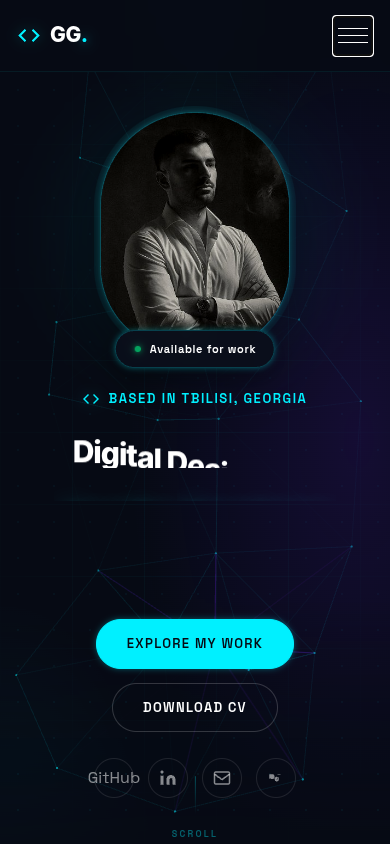 GG.
Available for work
BASED IN TBILISI, GEORGIA
Digital
EXPLORE MY WORK
DOWNLOAD CV
GitHub
SCROLL